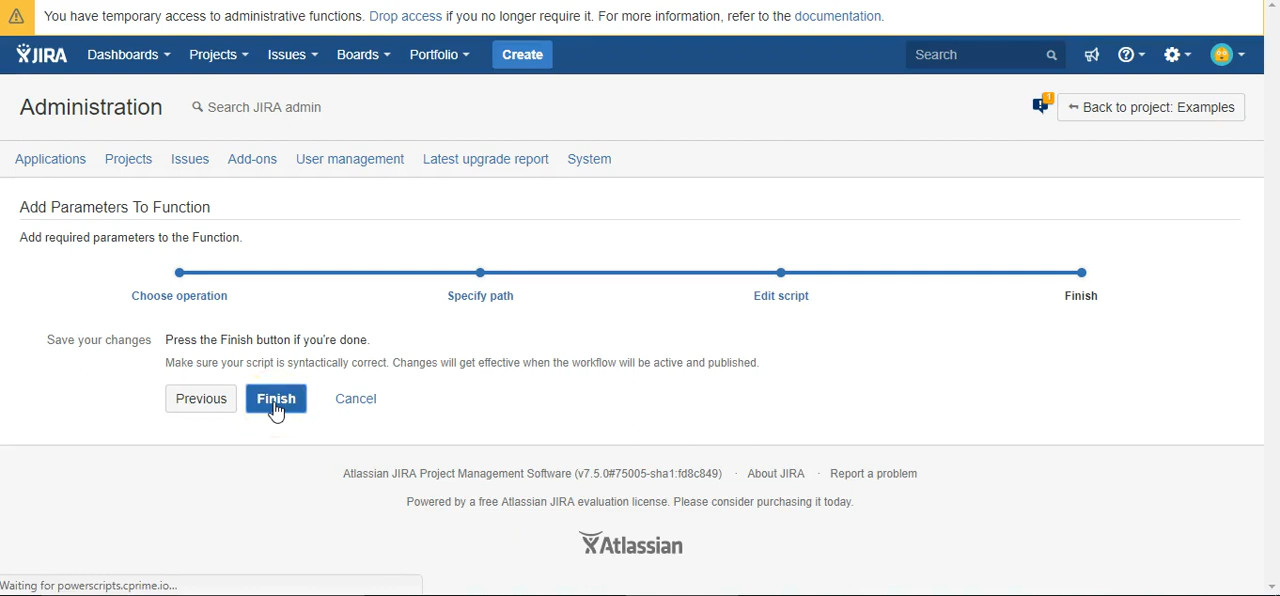 You have temporary access to administrative functions. Drop access if you no longer require it. For more information, refer to the documentation.
JIRA Dashboards Projects Issues Boards Portfolio Create Search
Administration Search JIRA admin 1 Back to project: Examples
Applications Projects Issues Add-ons User management Latest upgrade report System
Add Parameters To Function
Add required parameters to the Function.
Choose operation Specify path Edit script Finish
Save your changes Press the Finish button if you're done.
Make sure your script is syntactically correct. Changes will get effective when the workflow will be active and published.
Previous Finish Cancel
Atlassian JIRA Project Management Software (v7.5.0#75005-sha1:fd8c849) · About JIRA · Report a problem
Powered by a free Atlassian JIRA evaluation license. Please consider purchasing it today.
Atlassian
Waiting for powerscripts.cprime.io...